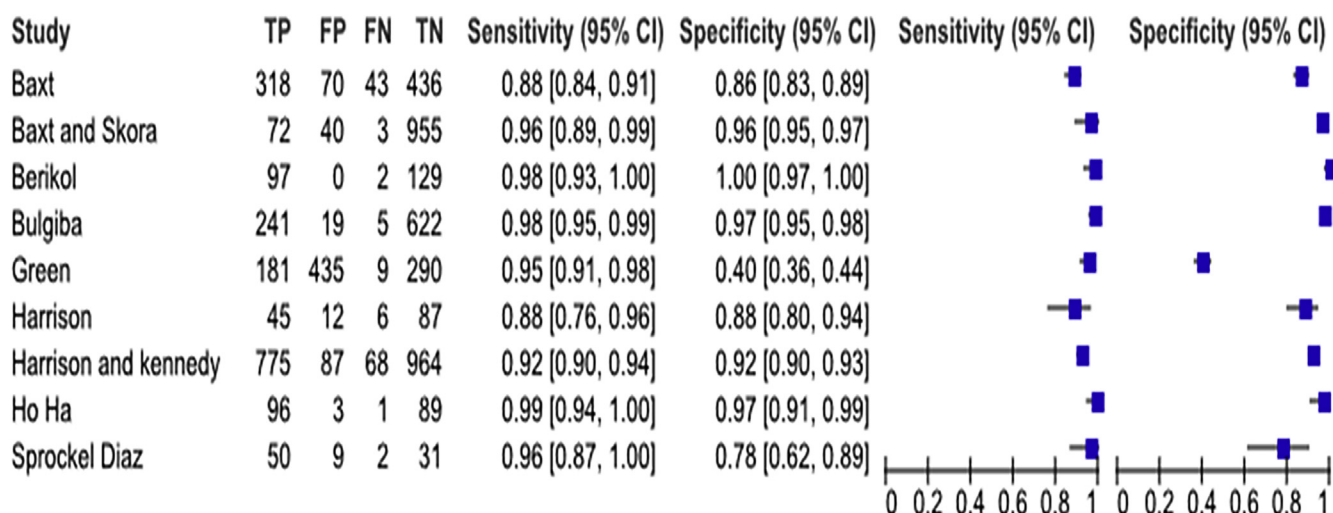 Study TP FP FN TN Sensitivity (95% CI) Specificity (95% CI) Sensitivity (95% CI) Specificity (95% CI)
Baxt 318 70 43 436 0.88 [0.84, 0.91] 0.86 [0.83, 0.89]
Baxt and Skora 72 40 3 955 0.96 [0.89, 0.99] 0.96 [0.95, 0.97]
Berikol 97 0 2 129 0.98 [0.93, 1.00] 1.00 [0.97, 1.00]
Bulgiba 241 19 5 622 0.98 [0.95, 0.99] 0.97 [0.95, 0.98]
Green 181 435 9 290 0.95 [0.91, 0.98] 0.40 [0.36, 0.44]
Harrison 45 12 6 87 0.88 [0.76, 0.96] 0.88 [0.80, 0.94]
Harrison and kennedy 775 87 68 964 0.92 [0.90, 0.94] 0.92 [0.90, 0.93]
Ho Ha 96 3 1 89 0.99 [0.94, 1.00] 0.97 [0.91, 0.99]
Sprockel Diaz 50 9 2 31 0.96 [0.87, 1.00] 0.78 [0.62, 0.89]
0 0.2 0.4 0.6 0.8 1 0 0.2 0.4 0.6 0.8 1